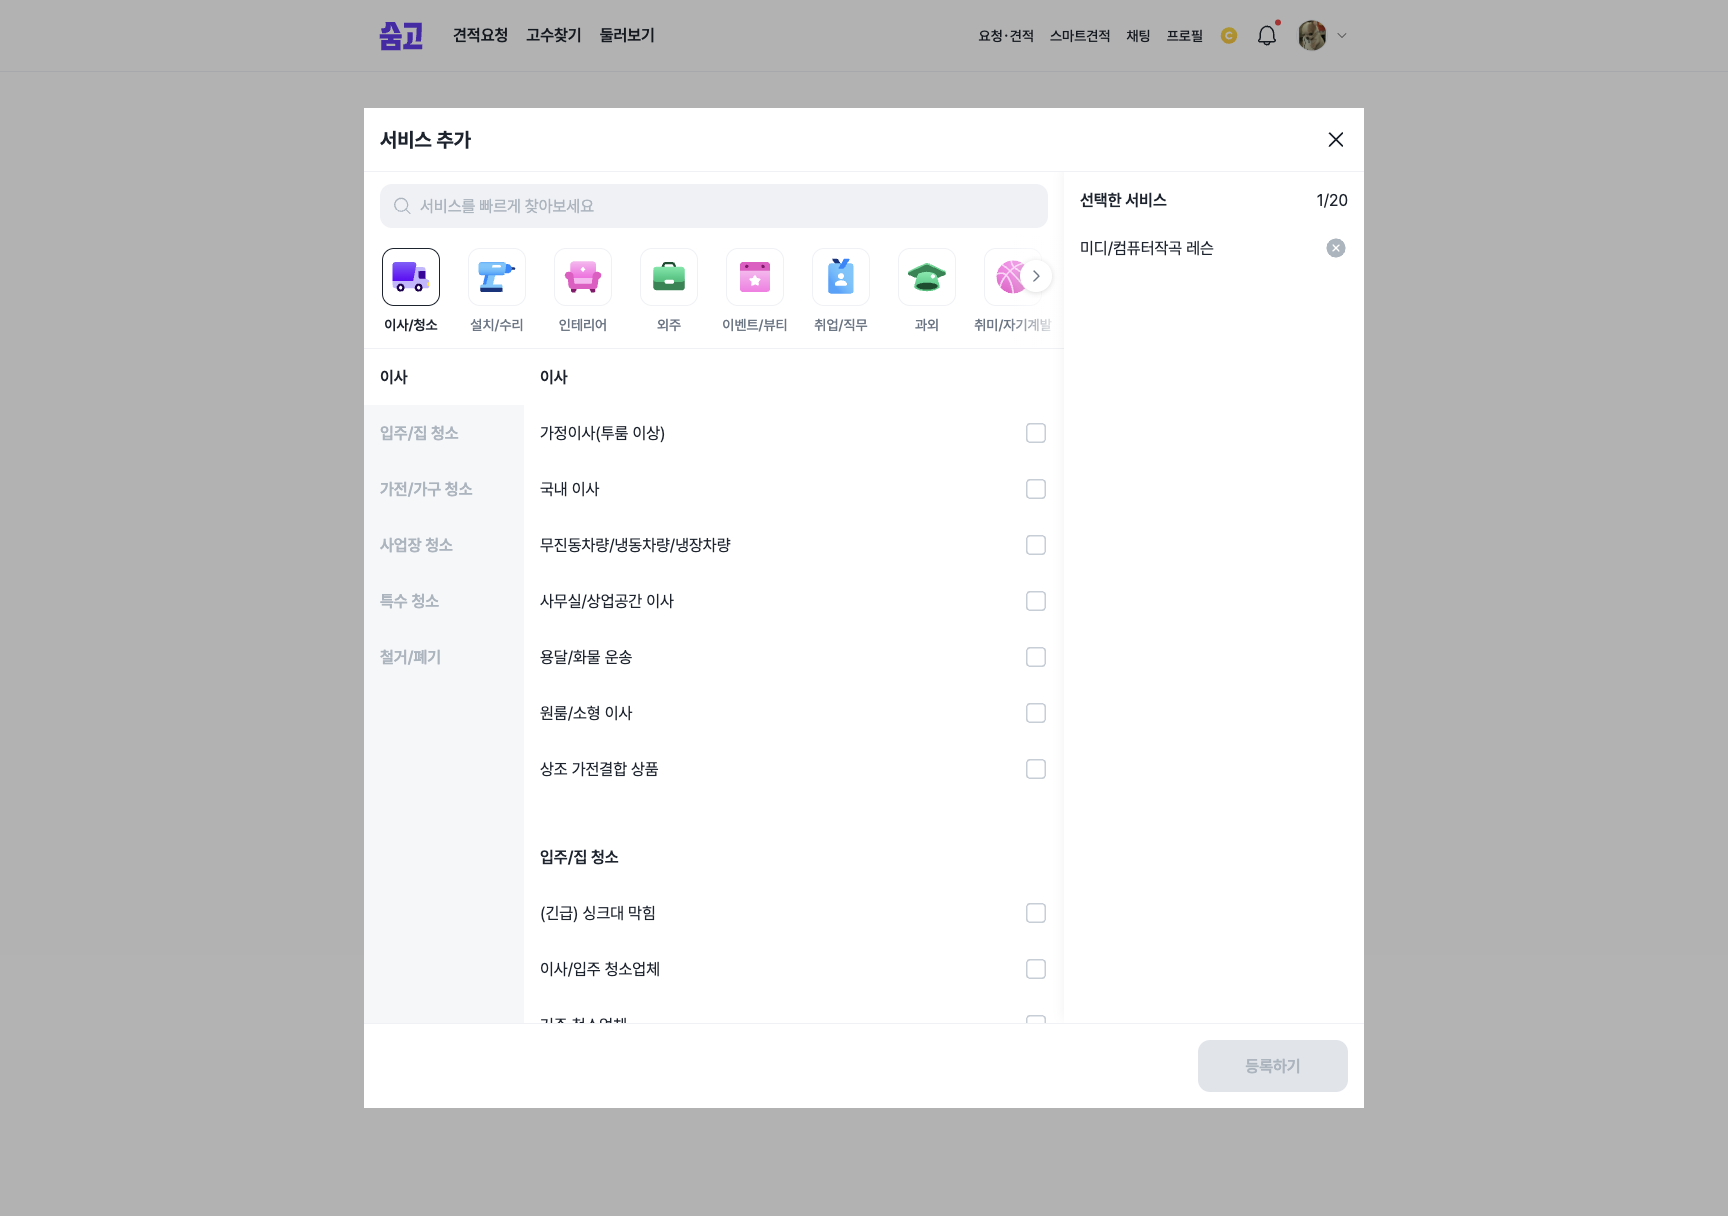 숨고 견적요청 고수찾기 둘러보기 요청·견적 스마트견적 채팅 프로필
서비스 추가
서비스를 빠르게 찾아보세요
이사/청소 설치/수리 인테리어 외주 이벤트/뷰티 취업/직무 과외 취미/자기계발
선택한 서비스 1/20
미디/컴퓨터작곡 레슨
이사
입주/집 청소
가전/가구 청소
사업장 청소
특수 청소
철거/폐기
이사
가정이사(투룸 이상)
국내 이사
무진동차량/냉동차량/냉장차량
사무실/상업공간 이사
용달/화물 운송
원룸/소형 이사
상조 가전결합 상품
입주/집 청소
(긴급) 싱크대 막힘
이사/입주 청소업체
등록하기